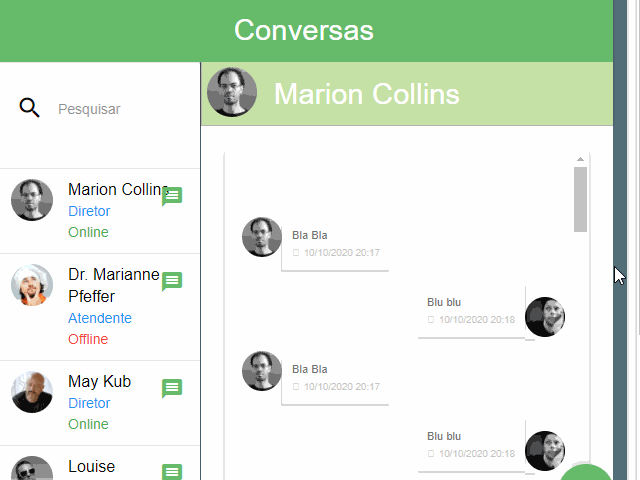 Conversas
Pesquisar
Marion Collins
Diretor
Online
Dr. Marianne
Pfeffer
Atendente
Offline
May Kub
Diretor
Online
Louise
Marion Collins
Bla Bla
10/10/2020 20:17
Blu blu
10/10/2020 20:18
Bla Bla
10/10/2020 20:17
Blu blu
10/10/2020 20:18